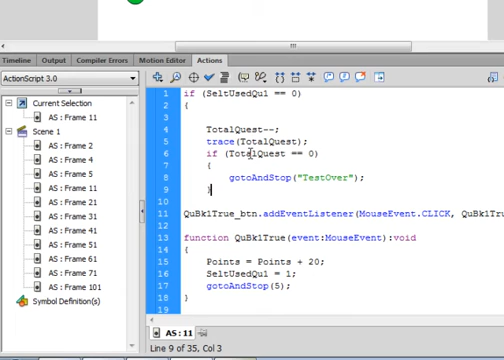 Timeline Output Compiler Errors Motion Editor Actions
ActionScript 3.0
Current Selection
AS : Frame 11
Scene 1
AS : Frame 2
AS : Frame 4
AS : Frame 5
AS : Frame 11
AS : Frame 31
AS : Frame 41
AS : Frame 51
AS : Frame 61
AS : Frame 71
AS : Frame 101
Symbol Definition(s)
1 if (SeltUsedQu1 == 0)
2 {
3
4 TotalQuest--;
5 trace(TotalQuest);
6 if (TotalQuest == 0)
7 {
8 gotoAndStop("TestOver");
9 }
10
11 QuBk1True_btn.addEventListener(MouseEvent.CLICK, QuBk1True
12
13 function QuBk1True(event:MouseEvent):void
14 {
15 Points = Points + 20;
16 SeltUsedQu1 = 1;
17 gotoAndStop(5);
18 }
19
AS : 11
Line 9 of 35, Col 3